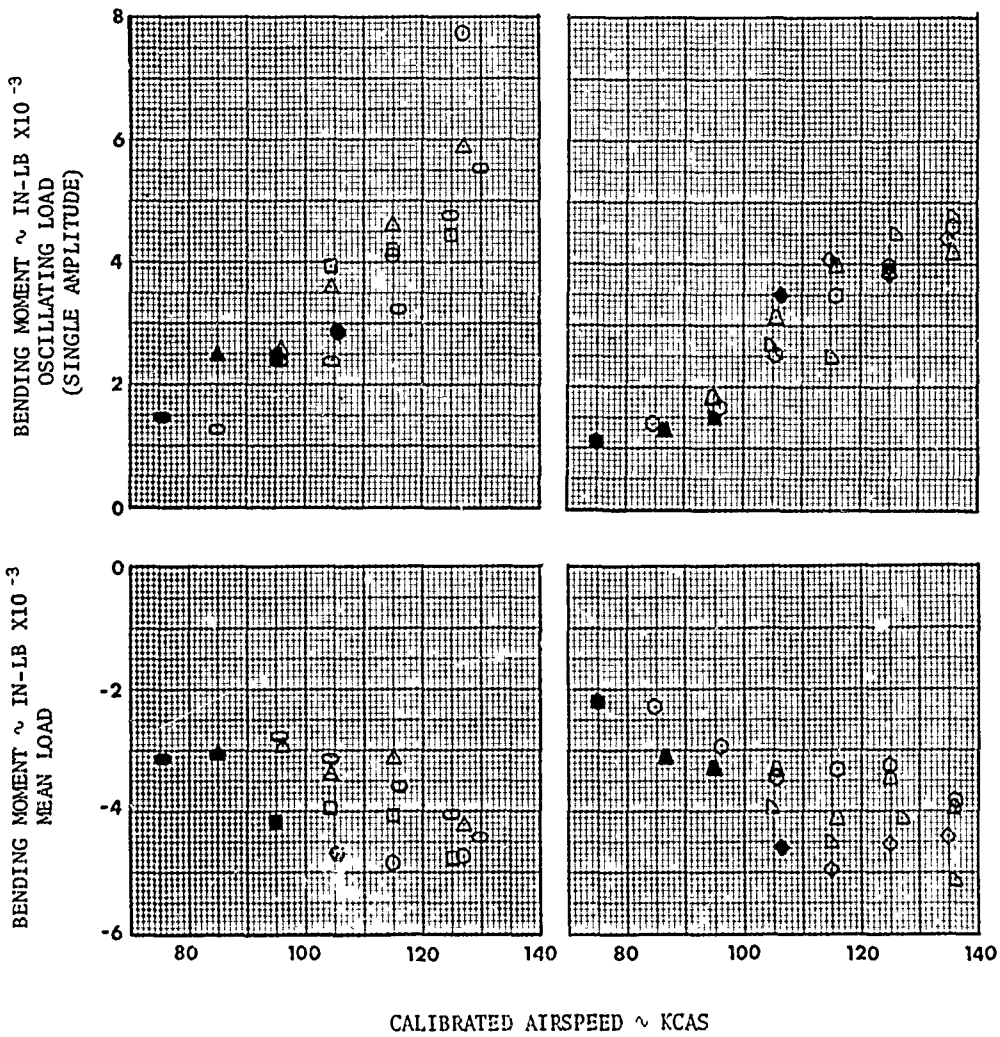 BENDING MOMENT ~ IN-LB X10 -3
OSCILLATING LOAD
(SINGLE AMPLITUDE)
8
6
4
2
0
BENDING MOMENT ~ IN-LB X10 -3
MEAN LOAD
0
-2
-4
-6
80 100 120 140 80 100 120 140
CALIBRATED AIRSPEED ~ KCAS